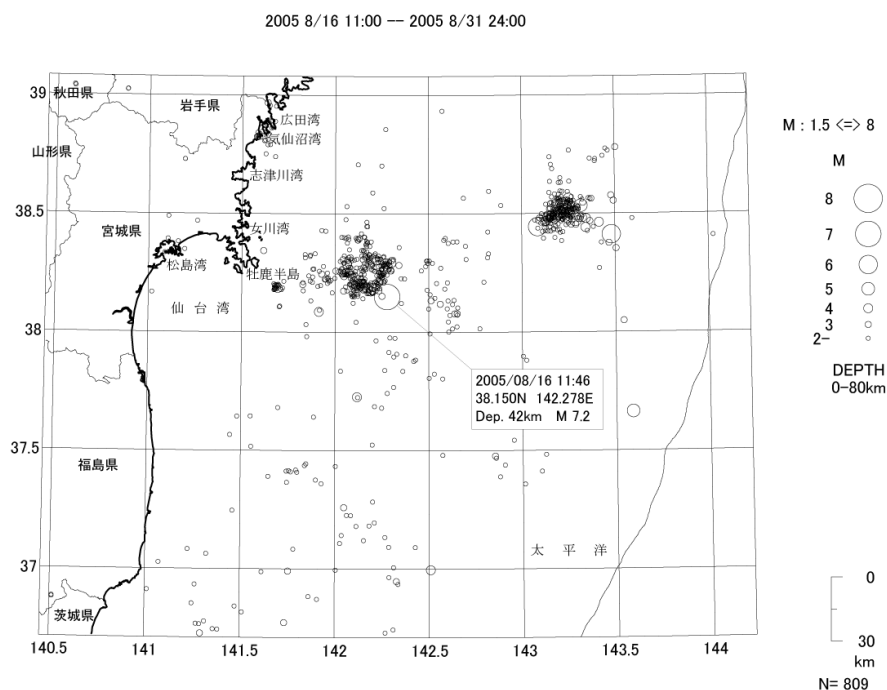 2005 8/16 11:00 -- 2005 8/31 24:00
39
秋田県
岩手県
広田湾
気仙沼湾
山形県
志津川湾
38.5
宮城県
女川湾
松島湾
牡鹿半島
仙台湾
38
2005/08/16 11:46
38.150N 142.278E
Dep. 42km M 7.2
37.5
福島県
太平洋
37
茨城県
140.5 141 141.5 142 142.5 143 143.5 144
M : 1.5 <=> 8
M
8
7
6
5
4
3
2-
DEPTH
0-80km
0
30
km
N= 809